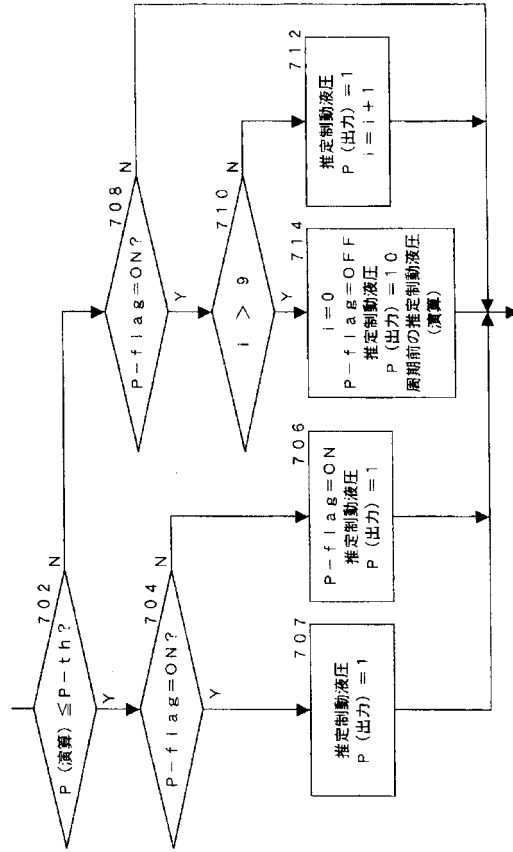 702
P(演算)≦P-th?
N
Y
704
P-flag=ON?
N
Y
706
P-flag=ON
推定制動液圧
P(出力)=1
707
推定制動液圧
P(出力)=1
708
P-flag=ON?
N
Y
710
i > 9
N
Y
712
推定制動液圧
P(出力)=1
i=i+1
714
i=0
P-flag=OFF
推定制動液圧
P(出力)=10
周期前の推定制動液圧
(演算)